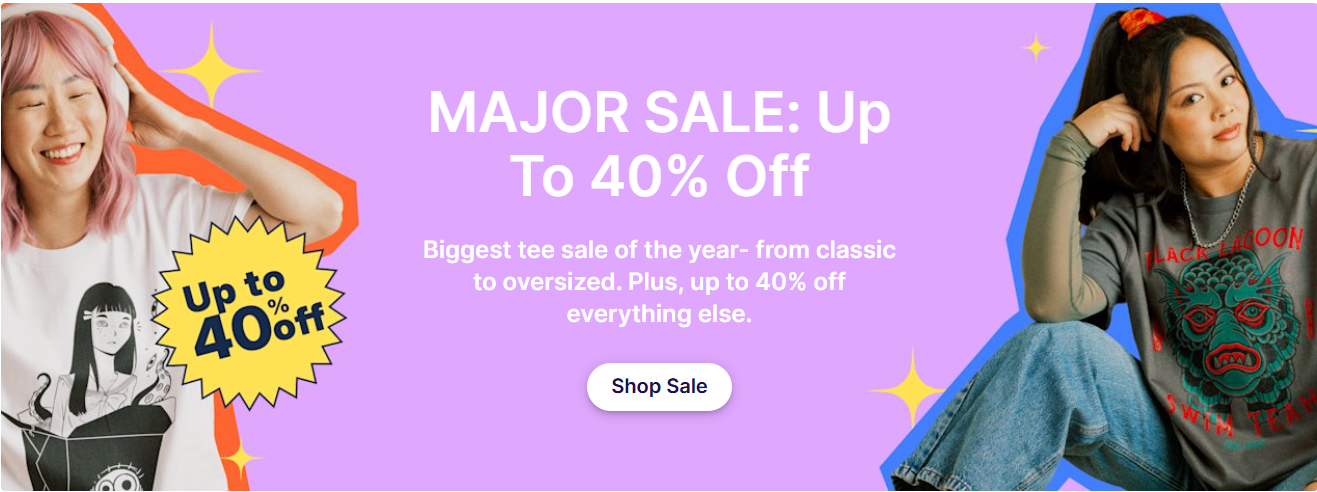 MAJOR SALE: Up
To 40% Off
Biggest tee sale of the year- from classic
to oversized. Plus, up to 40% off
everything else.
Shop Sale
Up to
40% off
BLACK LAGOON
SWIM TEAM